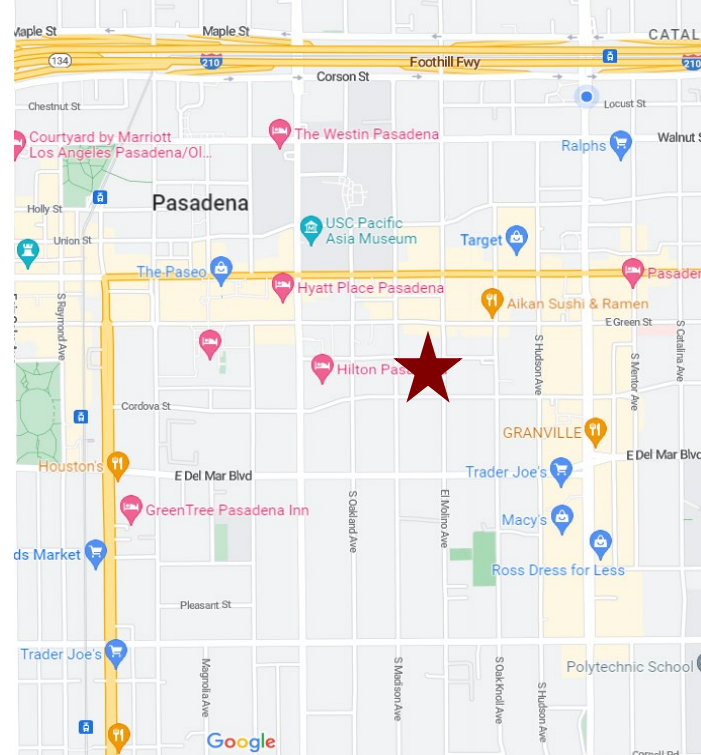 Maple St
Maple St
CATAL
134
210
Foothill Fwy
210
Corson St
Chestnut St
Locust St
Courtyard by Marriott
Los Angeles Pasadena/Ol...
The Westin Pasadena
Ralphs
Walnut S
Holly St
Pasadena
USC Pacific
Asia Museum
Union St
Target
The Paseo
Hyatt Place Pasadena
Pasader
Aikan Sushi & Ramen
S Raymond Ave
E Green St
S Hudson Ave
S Mentor Ave
S Catalina Ave
Hilton Pas
Cordova St
GRANVILLE
Houston's
E Del Mar Blvd
Trader Joe's
E Del Mar Blvd
GreenTree Pasadena Inn
S Oakland Ave
El Molino Ave
Macy's
ds Market
Ross Dress for Less
Pleasant St
Trader Joe's
Magnolia Ave
S Madison Ave
S Oak Knoll Ave
S Hudson Ave
Polytechnic School
Google